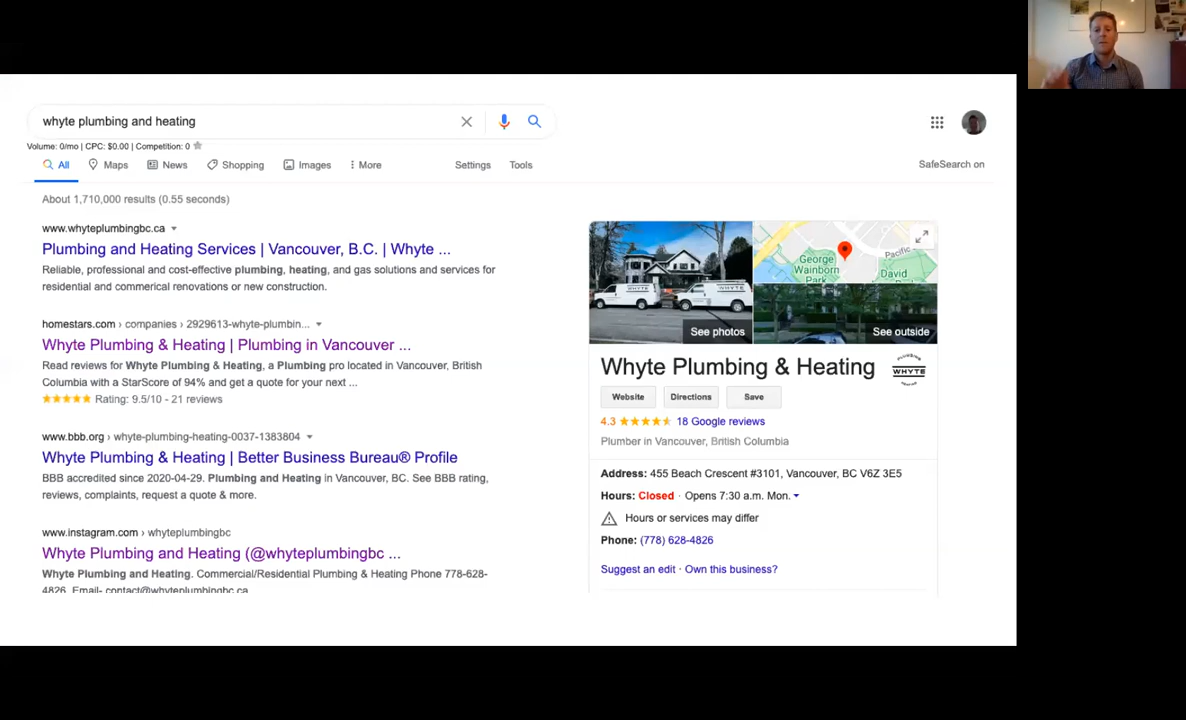 whyte plumbing and heating
Volume: 0/mo | CPC: $0.00 | Competition: 0
All Maps News Shopping Images More Settings Tools SafeSearch on
About 1,710,000 results (0.55 seconds)
www.whyteplumbingbc.ca
Plumbing and Heating Services | Vancouver, B.C. | Whyte ...
Reliable, professional and cost-effective plumbing, heating, and gas solutions and services for
residential and commerical renovations or new construction.
homestars.com › companies › 2929613-whyte-plumbin...
Whyte Plumbing & Heating | Plumbing in Vancouver ...
Read reviews for Whyte Plumbing & Heating, a Plumbing pro located in Vancouver, British
Columbia with a StarScore of 94% and get a quote for your next ...
Rating: 9.5/10 - 21 reviews
www.bbb.org › whyte-plumbing-heating-0037-1383804
Whyte Plumbing & Heating | Better Business Bureau® Profile
BBB accredited since 2020-04-29. Plumbing and Heating in Vancouver, BC. See BBB rating,
reviews, complaints, request a quote & more.
www.instagram.com › whyteplumbingbc
Whyte Plumbing and Heating (@whyteplumbingbc ...
Whyte Plumbing and Heating. Commercial/Residential Plumbing & Heating Phone 778-628-
4826. Email- contact@whyteplumbingbc.ca
WHYTE WHYTE
See photos
George
Wainborn
Park
Pacific
David
See outside
Whyte Plumbing & Heating
PLUMBING
WHYTE
HEATING
Website Directions Save
4.3 18 Google reviews
Plumber in Vancouver, British Columbia
Address: 455 Beach Crescent #3101, Vancouver, BC V6Z 3E5
Hours: Closed · Opens 7:30 a.m. Mon.
Hours or services may differ
Phone: (778) 628-4826
Suggest an edit · Own this business?